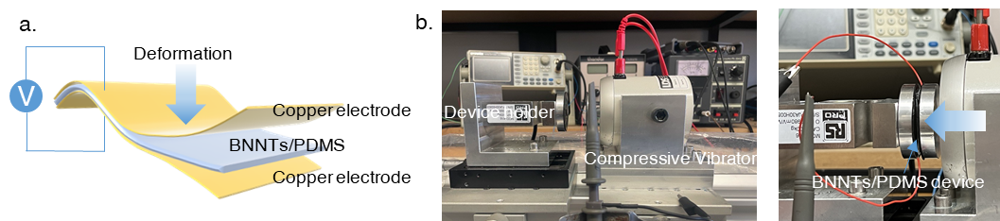 a.
Deformation
V
Copper electrode
BNNTs/PDMS
Copper electrode
b.
Device holder
Compressive Vibrator
RS
PRO
BNNTs/PDMS device